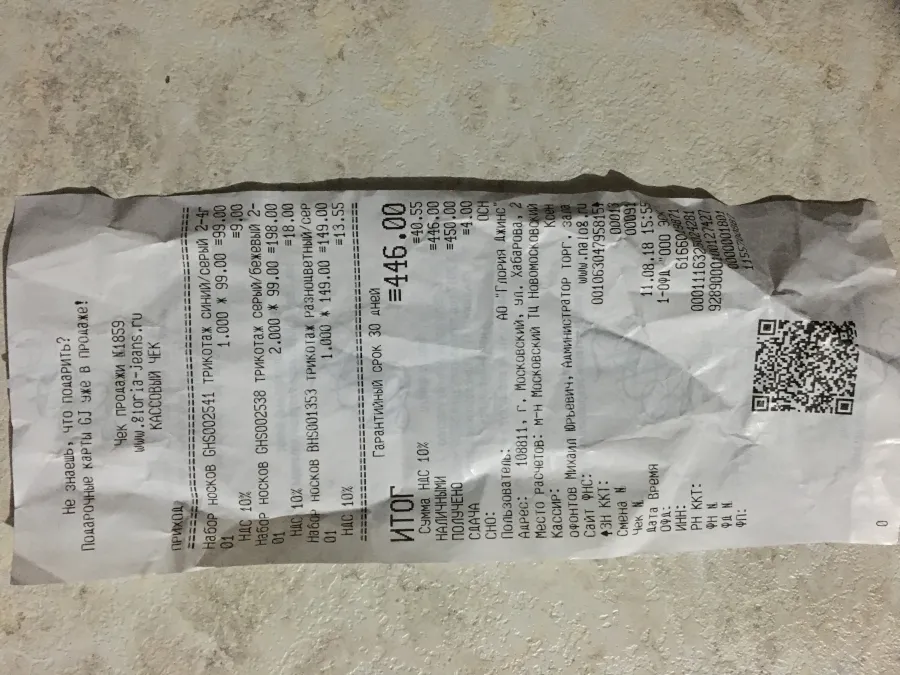 Не знаешь, что подарить?
Подарочные карты GJ уже в продаже!
Чек продажи N1859
www.gloria-jeans.ru
КАССОВЫЙ ЧЕК
ПРИХОД
Набор носков GHS002541 ТРИКОТАЖ синий/серый 2-4г
01 1.000 * 99.00 =99.00
НДС 10% =9.00
Набор носков GHS002538 ТРИКОТАЖ серый/бежевый 2-
01 2.000 * 99.00 =198.00
НДС 10% =18.00
Набор носков BHS001353 ТРИКОТАЖ разноцветный/сер
01 1.000 * 149.00 =149.00
НДС 10% =13.55
Гарантийный срок 30 дней
ИТОГ =446.00
Сумма НДС 10% =40.55
НАЛИЧНЫМИ =446.00
ПОЛУЧЕНО =450.00
СДАЧА =4.00
СНО: ОСН
Пользователь: АО "Глория Джинс"
Адрес: 108811, г. Московский, ул. Хабарова, 2
Место расчетов: м-н Московский ТЦ Новомосковский
Кассир:
офонтов Михаил Юрьевич, Администратор торг. зала
Сайт ФНС: www.nalog.ru
ЗН ККТ:
Смена N
Чек N
Дата Время 11.08.18
ОФД: 1-ОФД "ООО
ИНН:
РН ККТ:
ФН N
ФД N
ФП:
0